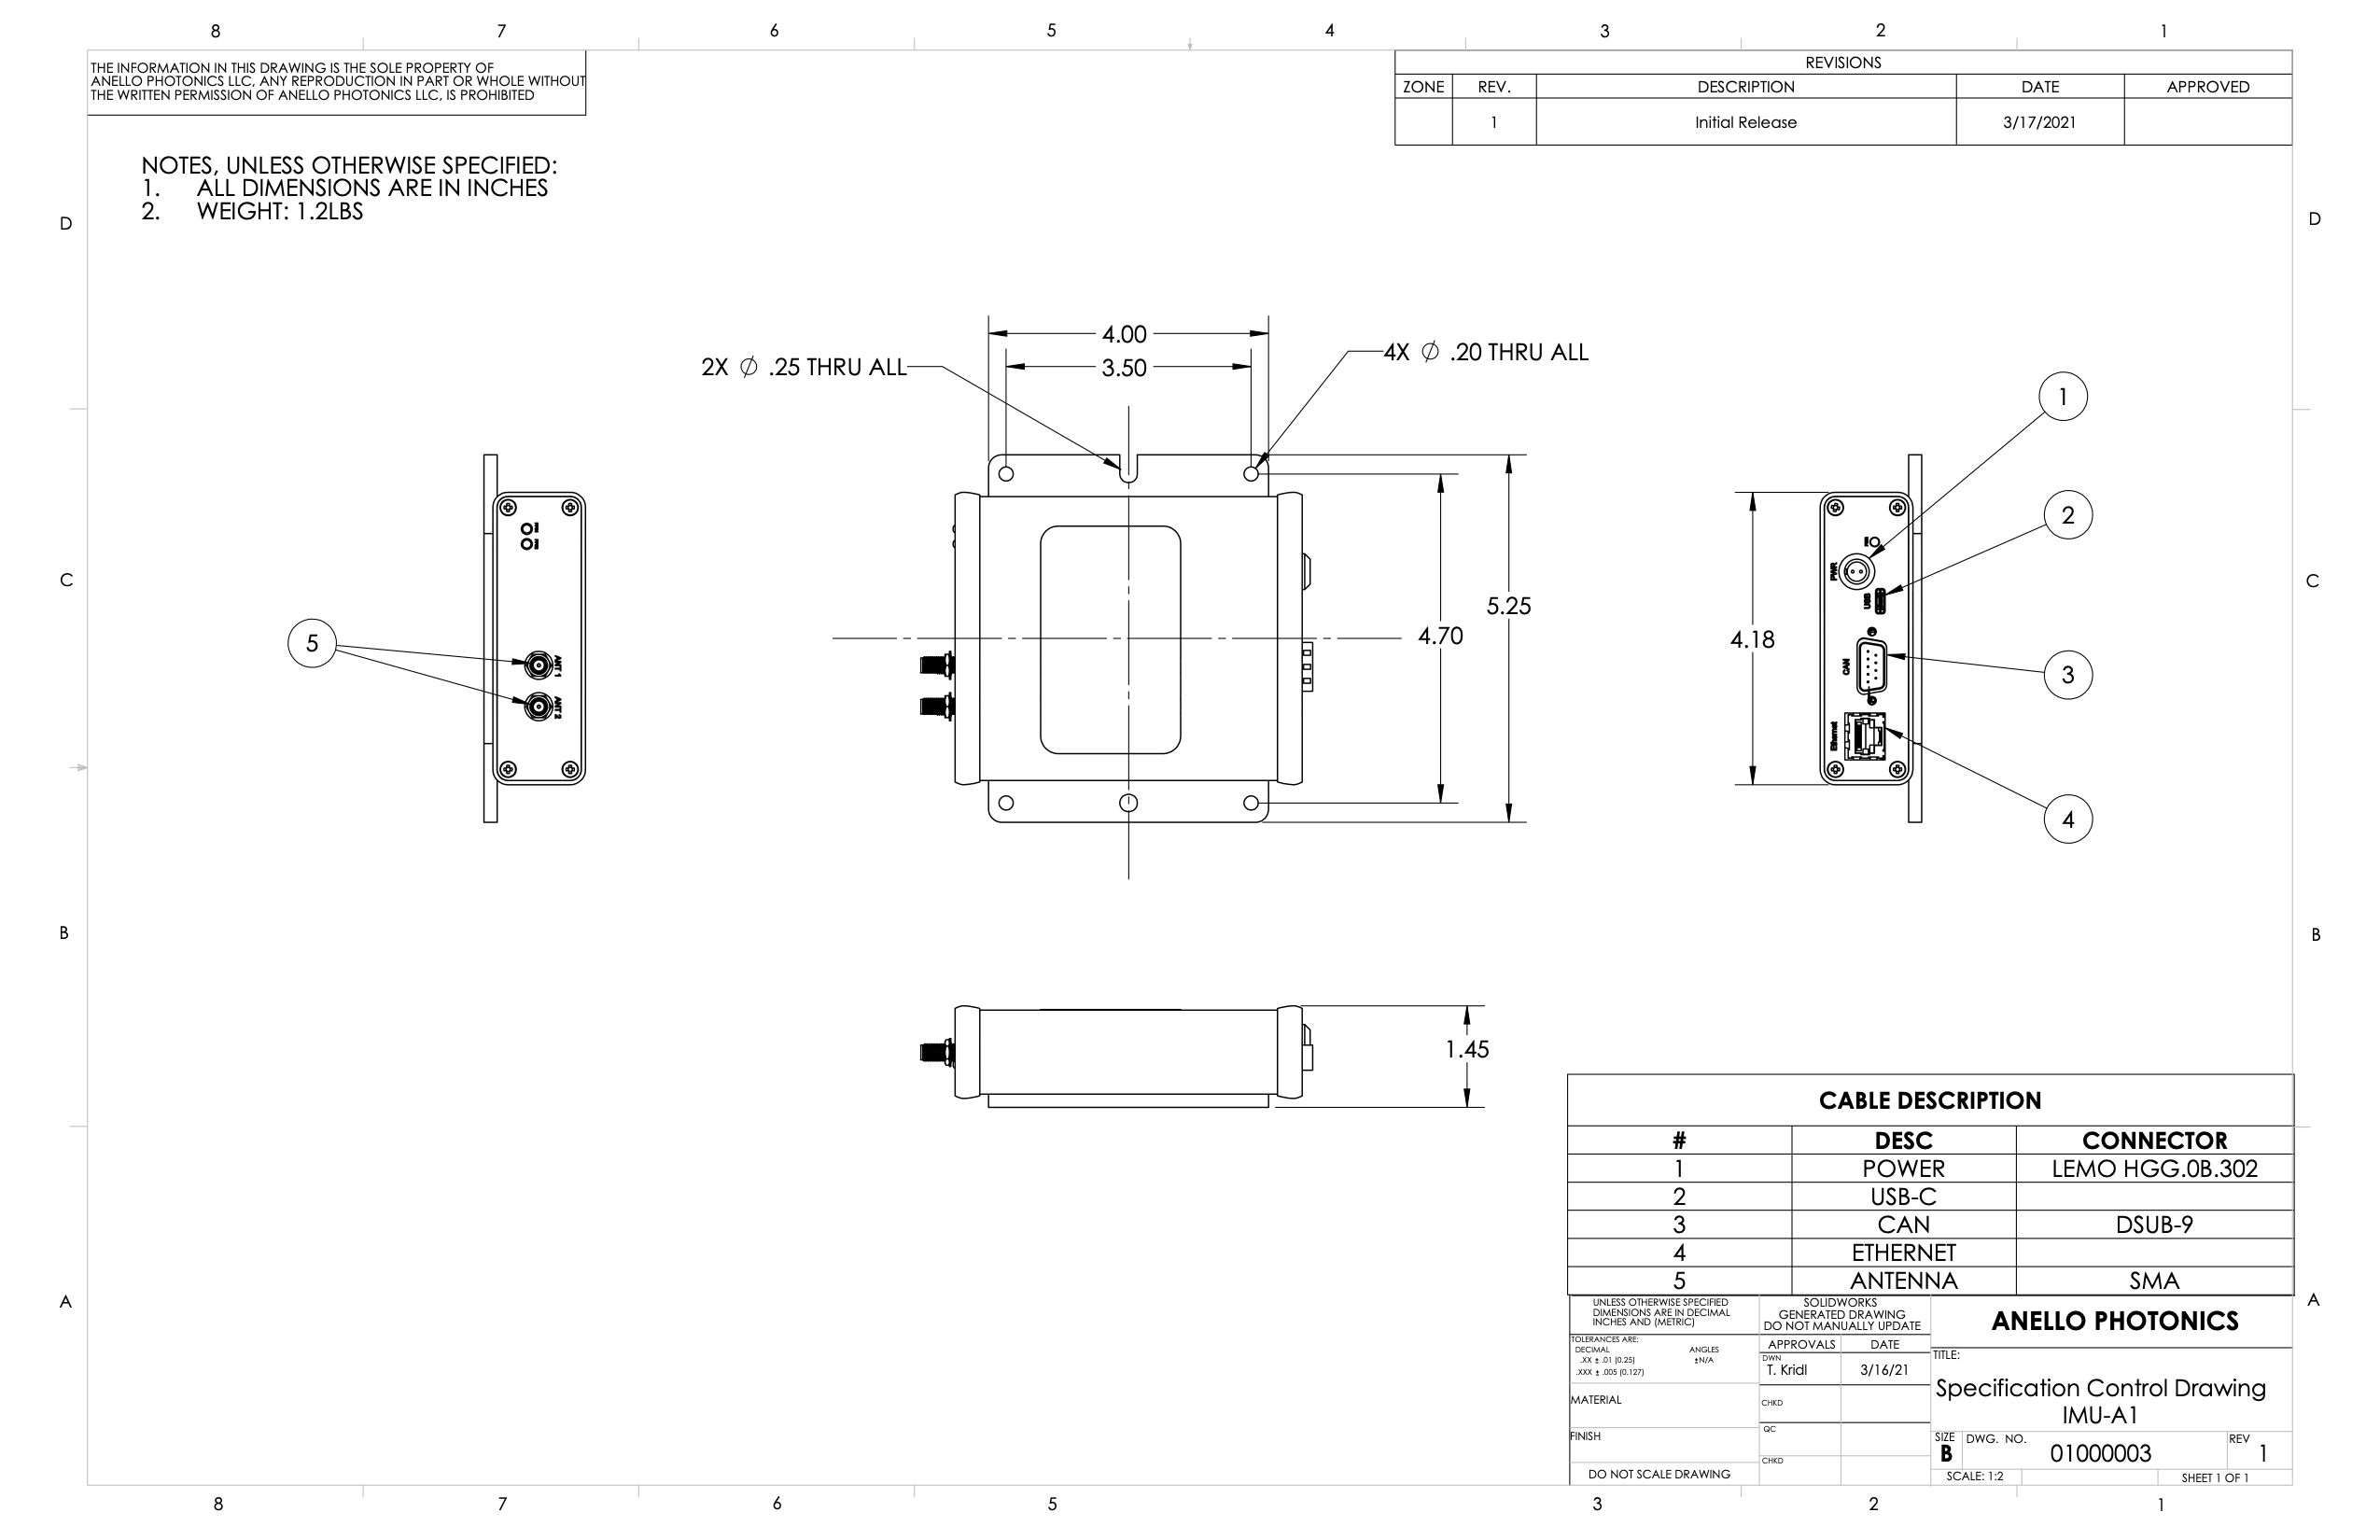 8 7 6 5 4 3 2 1
THE INFORMATION IN THIS DRAWING IS THE SOLE PROPERTY OF
ANELLO PHOTONICS LLC, ANY REPRODUCTION IN PART OR WHOLE WITHOUT
THE WRITTEN PERMISSION OF ANELLO PHOTONICS LLC, IS PROHIBITED
REVISIONS
ZONE REV. DESCRIPTION DATE APPROVED
1 Initial Release 3/17/2021
NOTES, UNLESS OTHERWISE SPECIFIED:
1. ALL DIMENSIONS ARE IN INCHES
2. WEIGHT: 1.2LBS
D D
4.00
2X ∅ .25 THRU ALL
3.50
4X ∅ .20 THRU ALL
1
2
C C
PWR
USB
5.25
4.70
4.18
CAN
3
5
ANT 1
ANT 2
Ethernet
4
B B
1.45
CABLE DESCRIPTION
# DESC CONNECTOR
1 POWER LEMO HGG.0B.302
2 USB-C
3 CAN DSUB-9
4 ETHERNET
5 ANTENNA SMA
A A
UNLESS OTHERWISE SPECIFIED
DIMENSIONS ARE IN DECIMAL
INCHES AND (METRIC)
TOLERANCES ARE:
DECIMAL ANGLES
.XX ± .01 (0.25) ±N/A
.XXX ± .005 (0.127)
MATERIAL
FINISH
DO NOT SCALE DRAWING
SOLIDWORKS
GENERATED DRAWING
DO NOT MANUALLY UPDATE
APPROVALS DATE
DWN
T. Kridl 3/16/21
CHKD
QC
CHKD
ANELLO PHOTONICS
TITLE:
Specification Control Drawing
IMU-A1
SIZE DWG. NO. REV
B 01000003 1
SCALE: 1:2 SHEET 1 OF 1
8 7 6 5 3 2 1